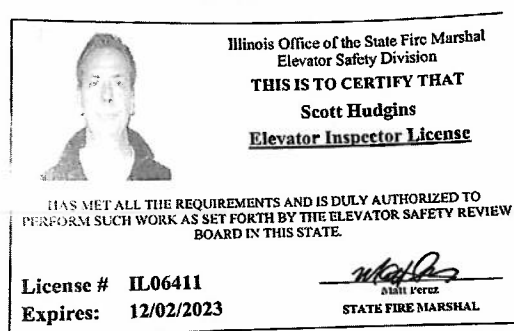 Illinois Office of the State Fire Marshal
Elevator Safety Division
THIS IS TO CERTIFY THAT
Scott Hudgins
Elevator Inspector License
HAS MET ALL THE REQUIREMENTS AND IS DULY AUTHORIZED TO
PERFORM SUCH WORK AS SET FORTH BY THE ELEVATOR SAFETY REVIEW
BOARD IN THIS STATE.
License # IL06411
Expires: 12/02/2023
Matt Perez
STATE FIRE MARSHAL